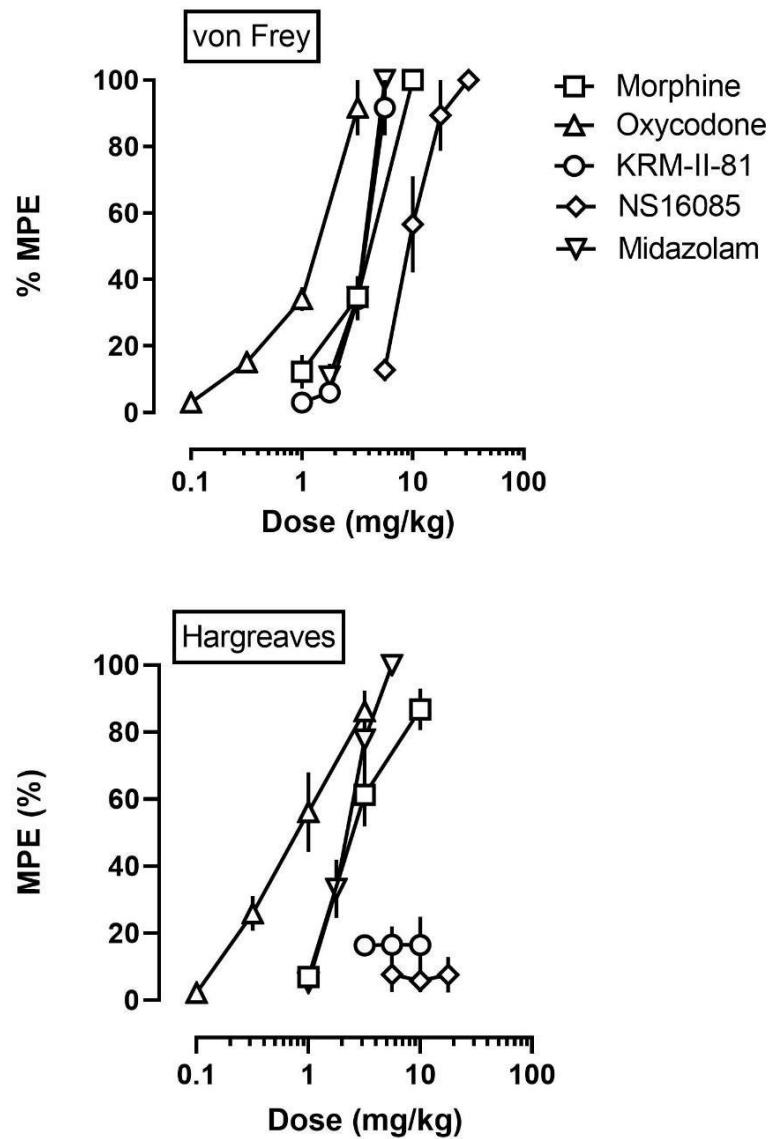 von Frey
100
80
60
40
20
0
% MPE
0.1 1 10 100
Dose (mg/kg)
Morphine
Oxycodone
KRM-II-81
NS16085
Midazolam
Hargreaves
100
80
60
40
20
0
MPE (%)
0.1 1 10 100
Dose (mg/kg)